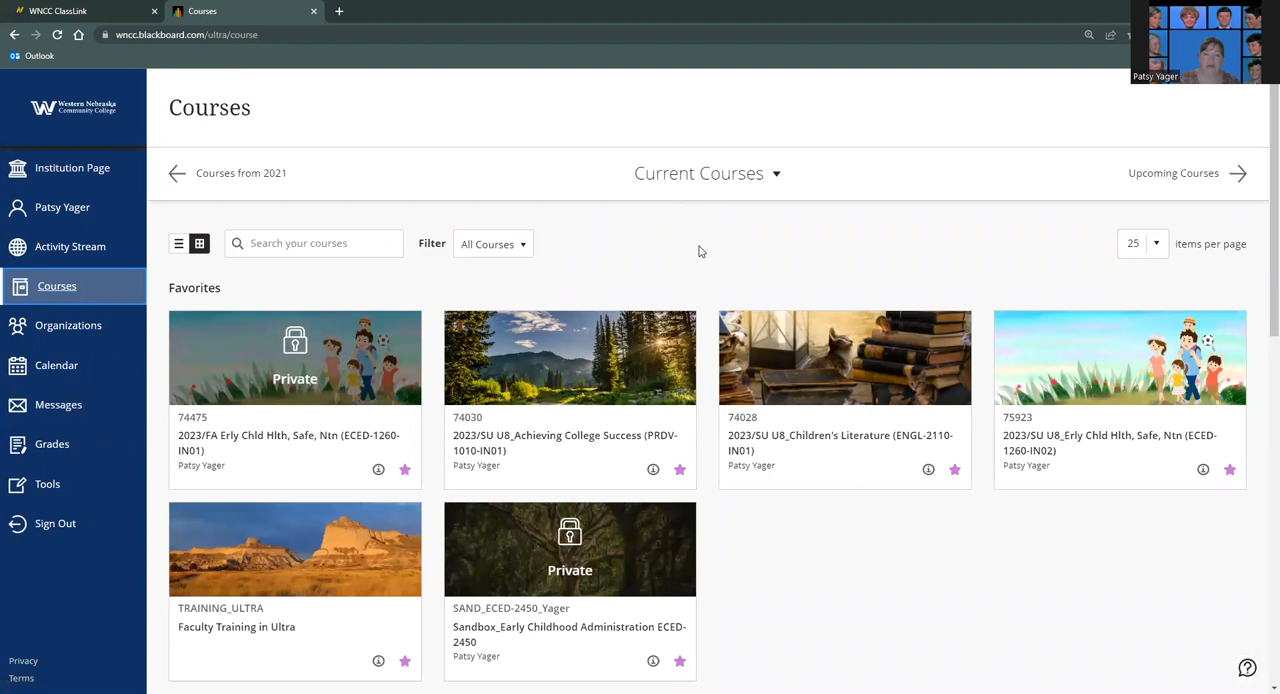 WNCC ClassLink
Courses
wncc.blackboard.com/ultra/course
Outlook
Patsy Yager
Western Nebraska
Community College
Institution Page
Patsy Yager
Activity Stream
Courses
Organizations
Calendar
Messages
Grades
Tools
Sign Out
Privacy
Terms
Courses
Courses from 2021
Current Courses
Upcoming Courses
Search your courses
Filter
All Courses
25
items per page
Favorites
Private
74475
2023/FA Erly Chld Hlth, Safe, Ntn (ECED-1260-
IN01)
Patsy Yager
74030
2023/SU U8_Achieving College Success (PRDV-
1010-IN01)
Patsy Yager
74028
2023/SU U8_Children's Literature (ENGL-2110-
IN01)
Patsy Yager
75923
2023/SU U8_Erly Chld Hlth, Safe, Ntn (ECED-
1260-IN02)
Patsy Yager
TRAINING_ULTRA
Faculty Training in Ultra
Private
SAND_ECED-2450_Yager
Sandbox_Early Childhood Administration ECED-
2450
Patsy Yager